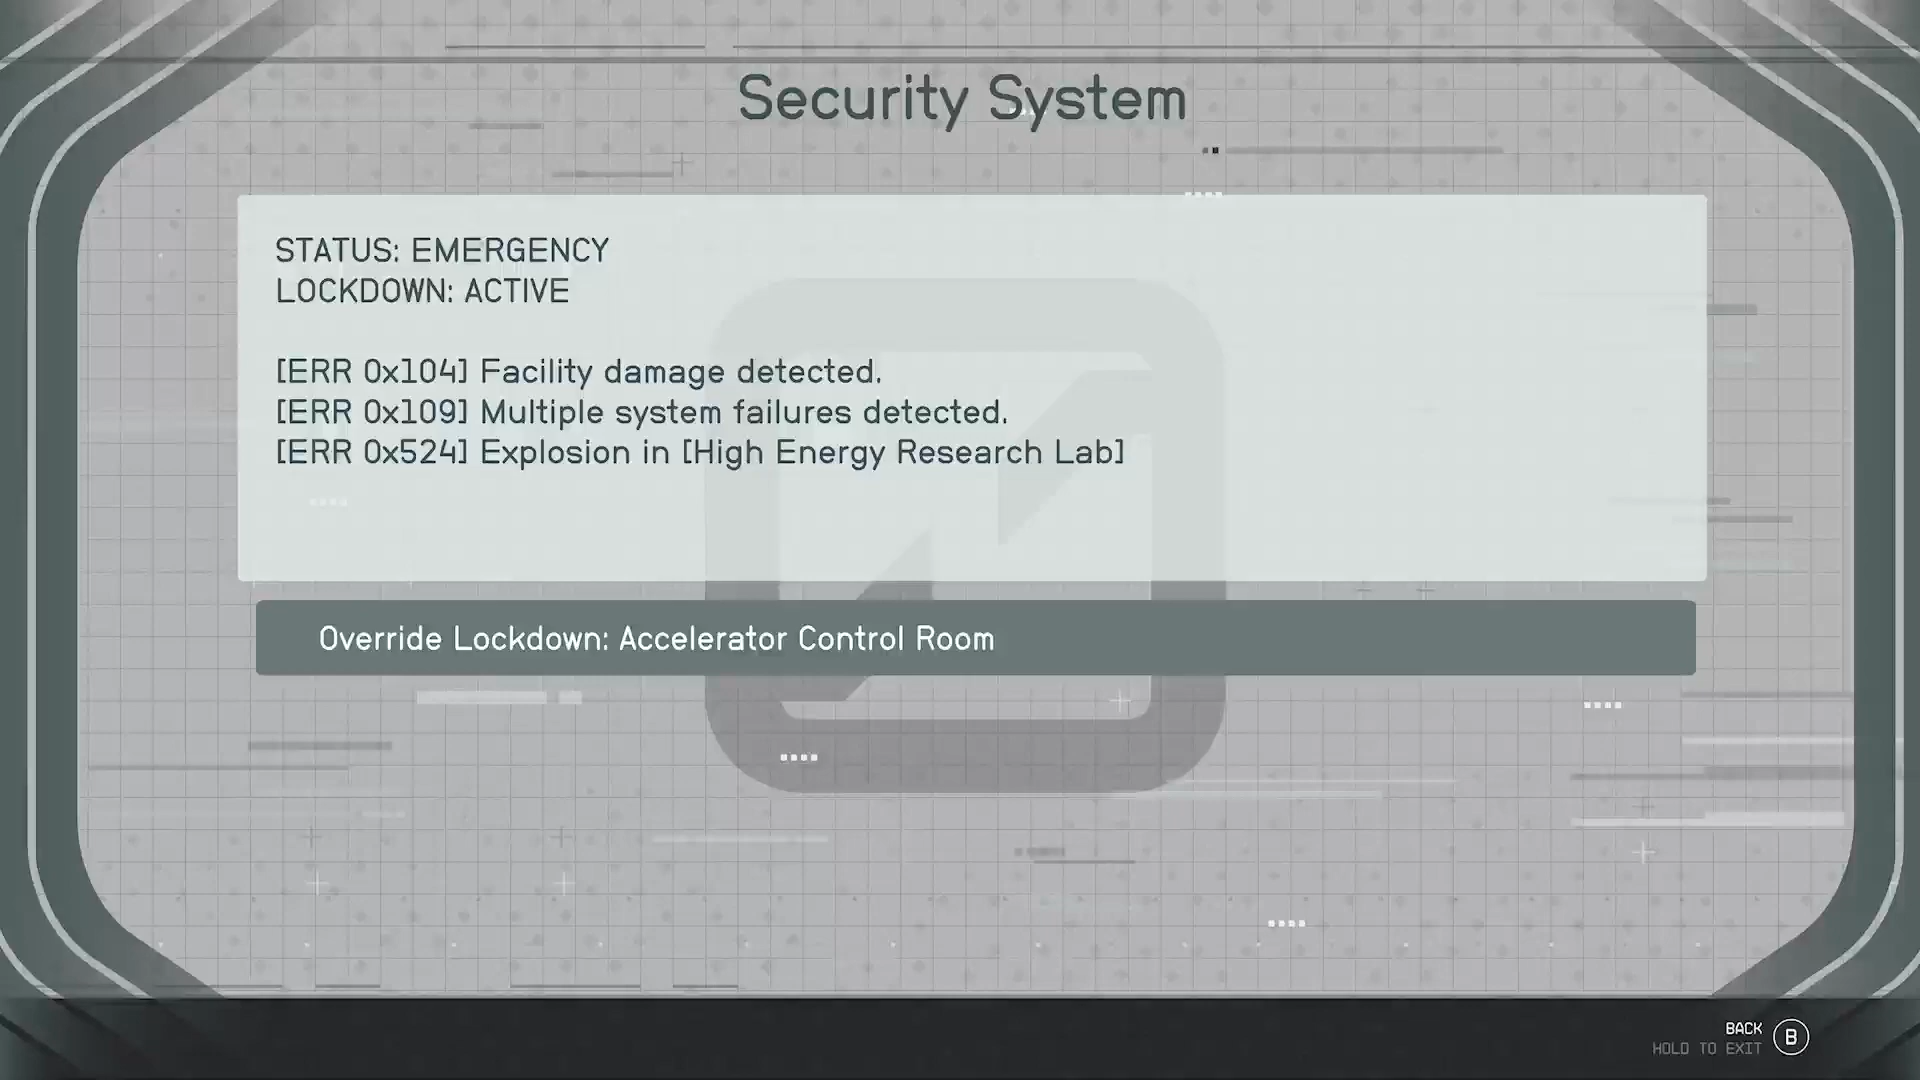 Security System
STATUS: EMERGENCY
LOCKDOWN: ACTIVE
[ERR 0x104] Facility damage detected.
[ERR 0x109] Multiple system failures detected.
[ERR 0x524] Explosion in [High Energy Research Lab]
Override Lockdown: Accelerator Control Room
BACK
HOLD TO EXIT
B